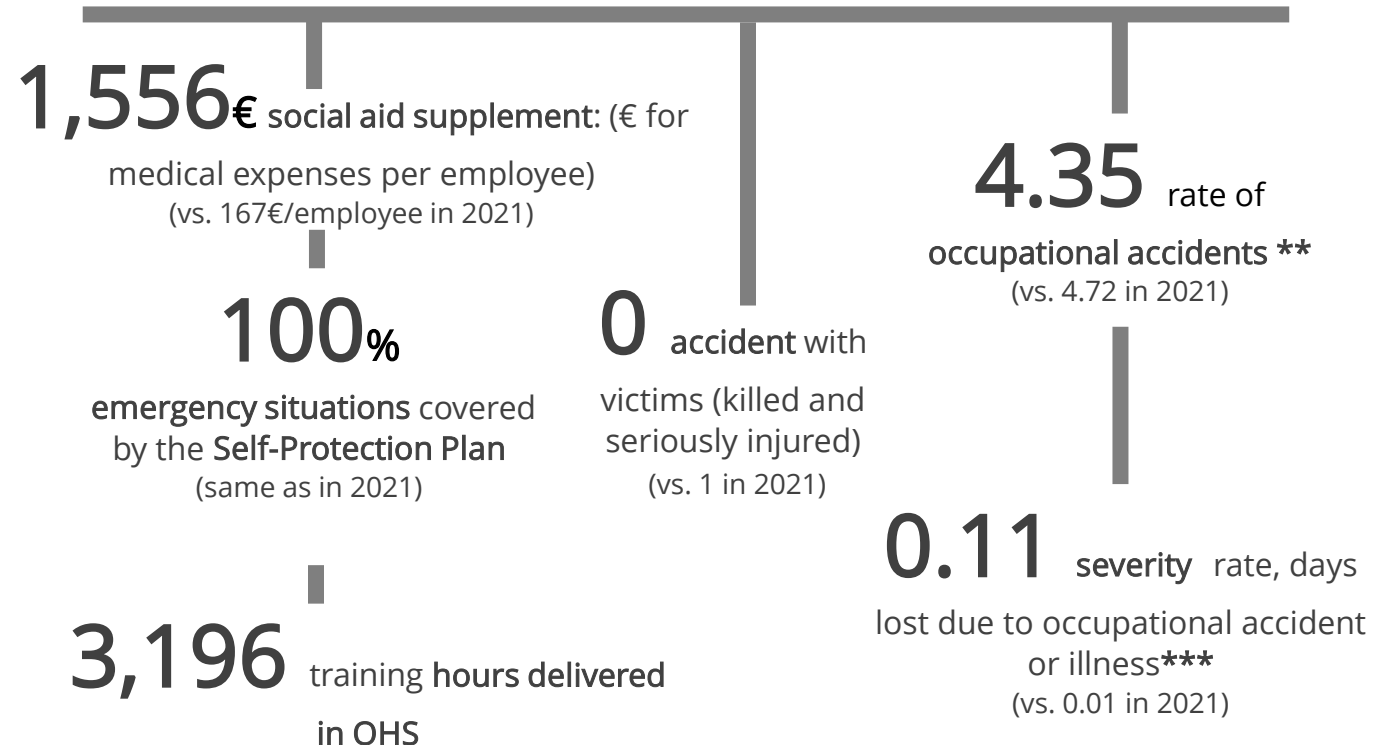 1,556€ social aid supplement: (€ for
medical expenses per employee)
(vs. 167€/employee in 2021)
100%
emergency situations covered
by the Self-Protection Plan
(same as in 2021)
3,196 training hours delivered
in OHS
0 accident with
victims (killed and
seriously injured)
(vs. 1 in 2021)
4.35 rate of
occupational accidents **
(vs. 4.72 in 2021)
0.11 severity rate, days
lost due to occupational accident
or illness***
(vs. 0.01 in 2021)